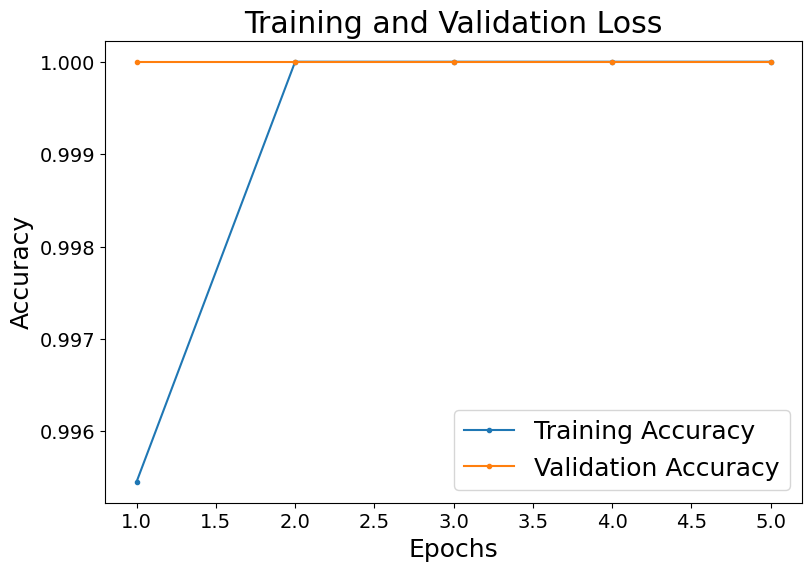 Training and Validation Loss
Accuracy
1.000
0.999
0.998
0.997
0.996
Training Accuracy
Validation Accuracy
1.0 1.5 2.0 2.5 3.0 3.5 4.0 4.5 5.0
Epochs